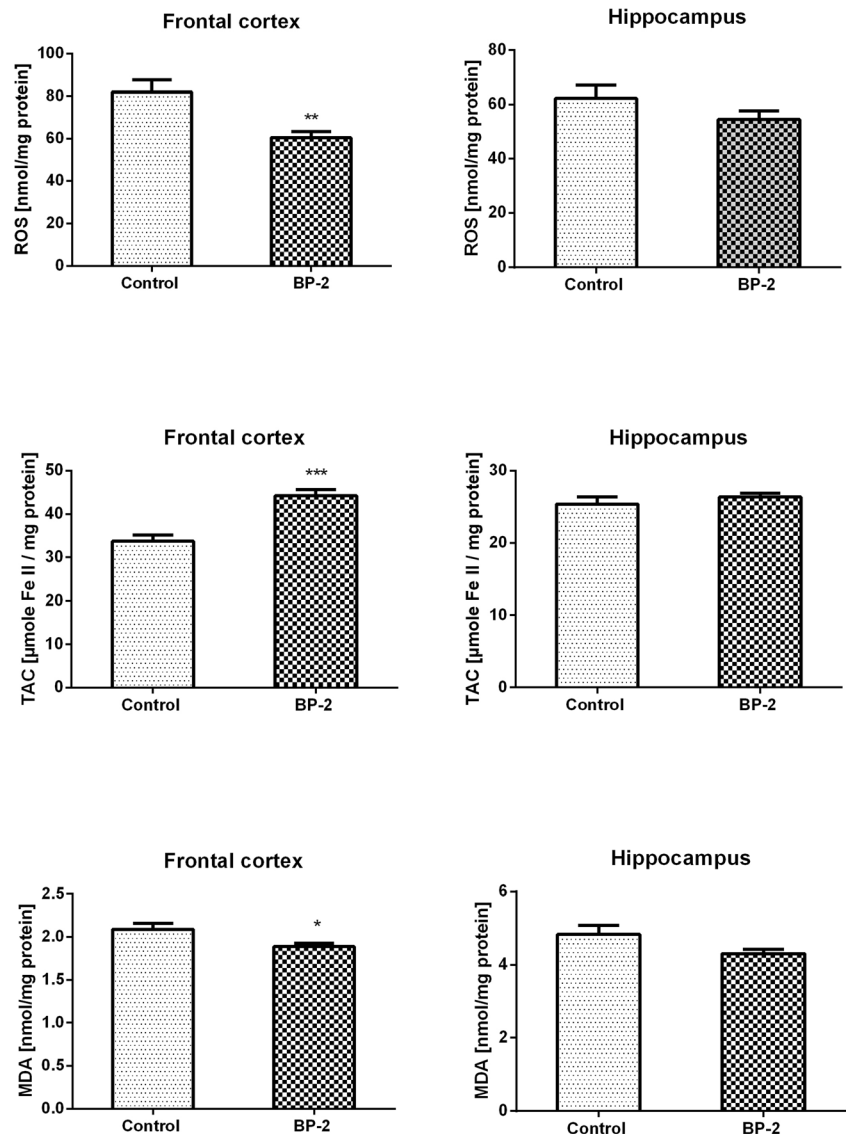 Frontal cortex
ROS [nmol/mg protein]
100
80
60
40
20
0
**
Control
BP-2
Hippocampus
ROS [nmol/mg protein]
80
60
40
20
0
Control
BP-2
Frontal cortex
TAC [µmole Fe II / mg protein]
50
40
30
20
10
0
***
Control
BP-2
Hippocampus
TAC [µmole Fe II / mg protein]
30
20
10
0
Control
BP-2
Frontal cortex
MDA [nmol/mg protein]
2.5
2.0
1.5
1.0
0.5
0.0
*
Control
BP-2
Hippocampus
MDA [nmol/mg protein]
6
4
2
0
Control
BP-2